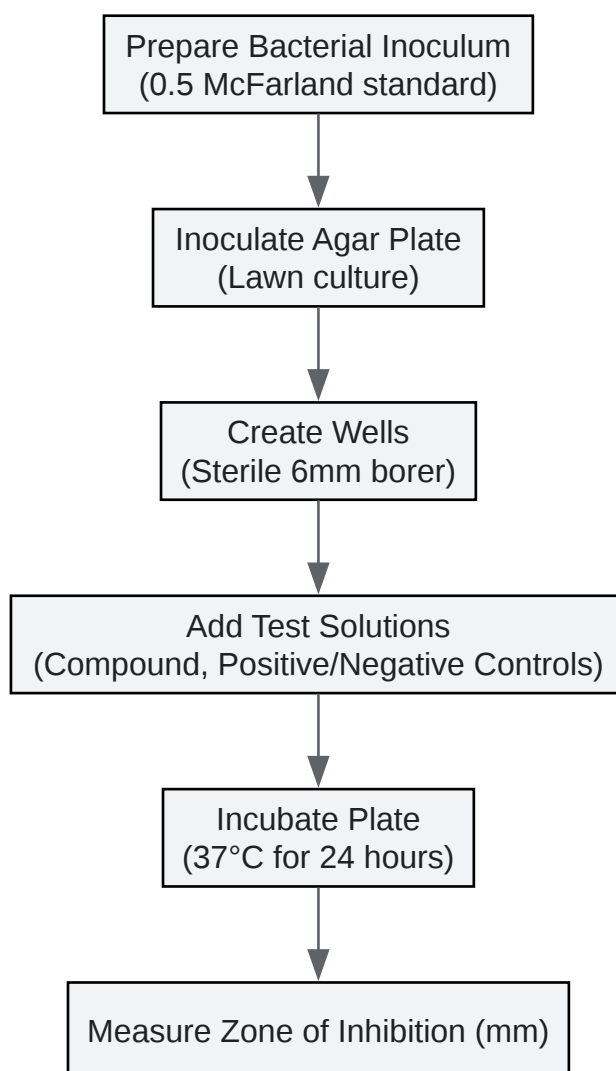 Prepare Bacterial Inoculum
(0.5 McFarland standard)
Inoculate Agar Plate
(Lawn culture)
Create Wells
(Sterile 6mm borer)
Add Test Solutions
(Compound, Positive/Negative Controls)
Incubate Plate
(37°C for 24 hours)
Measure Zone of Inhibition (mm)